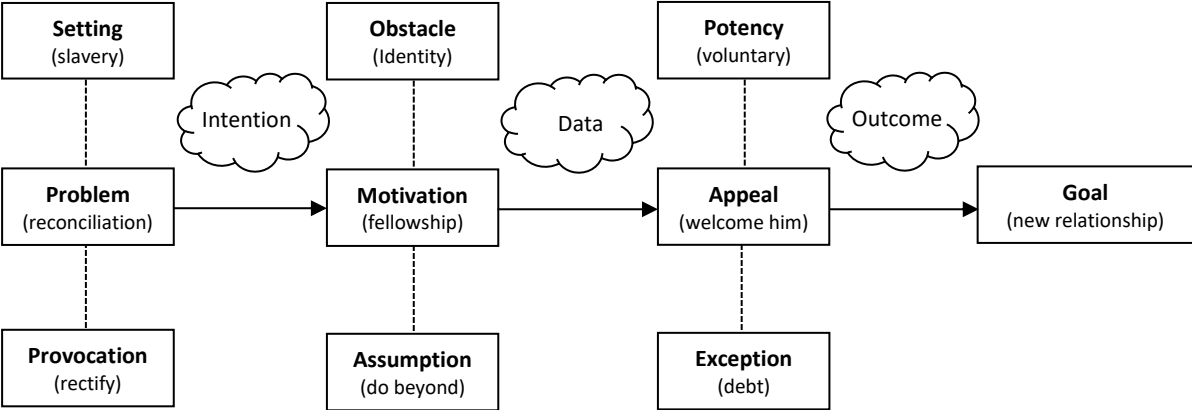 Setting
(slavery)
Obstacle
(Identity)
Potency
(voluntary)
Intention
Data
Outcome
Problem
(reconciliation)
Motivation
(fellowship)
Appeal
(welcome him)
Goal
(new relationship)
Provocation
(rectify)
Assumption
(do beyond)
Exception
(debt)